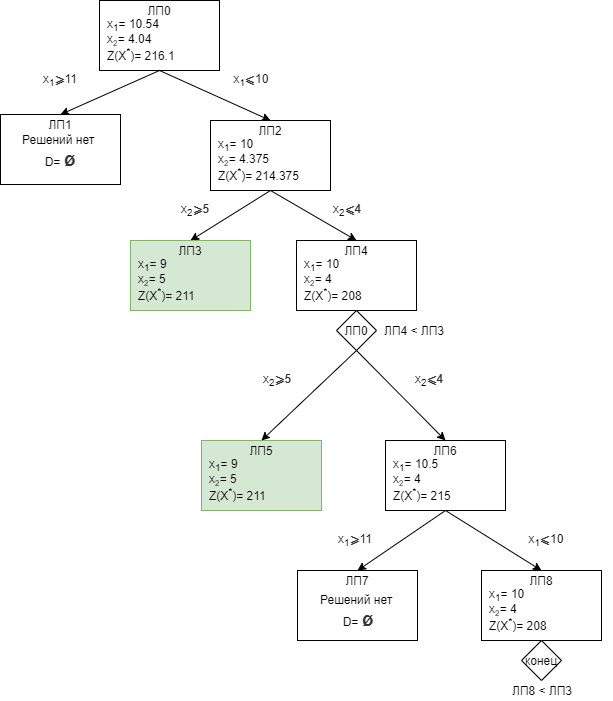 ЛП0
x₁= 10.54
x₂= 4.04
Z(X*)= 216.1
x₁⩾11
x₁⩽10
ЛП1
Решений нет
D= Ø
ЛП2
x₁= 10
x₂= 4.375
Z(X*)= 214.375
x₂⩾5
x₂⩽4
ЛП3
x₁= 9
x₂= 5
Z(X*)= 211
ЛП4
x₁= 10
x₂= 4
Z(X*)= 208
ЛП0
ЛП4 < ЛП3
x₂⩾5
x₂⩽4
ЛП5
x₁= 9
x₂= 5
Z(X*)= 211
ЛП6
x₁= 10.5
x₂= 4
Z(X*)= 215
x₁⩾11
x₁⩽10
ЛП7
Решений нет
D= Ø
ЛП8
x₁= 10
x₂= 4
Z(X*)= 208
конец
ЛП8 < ЛП3